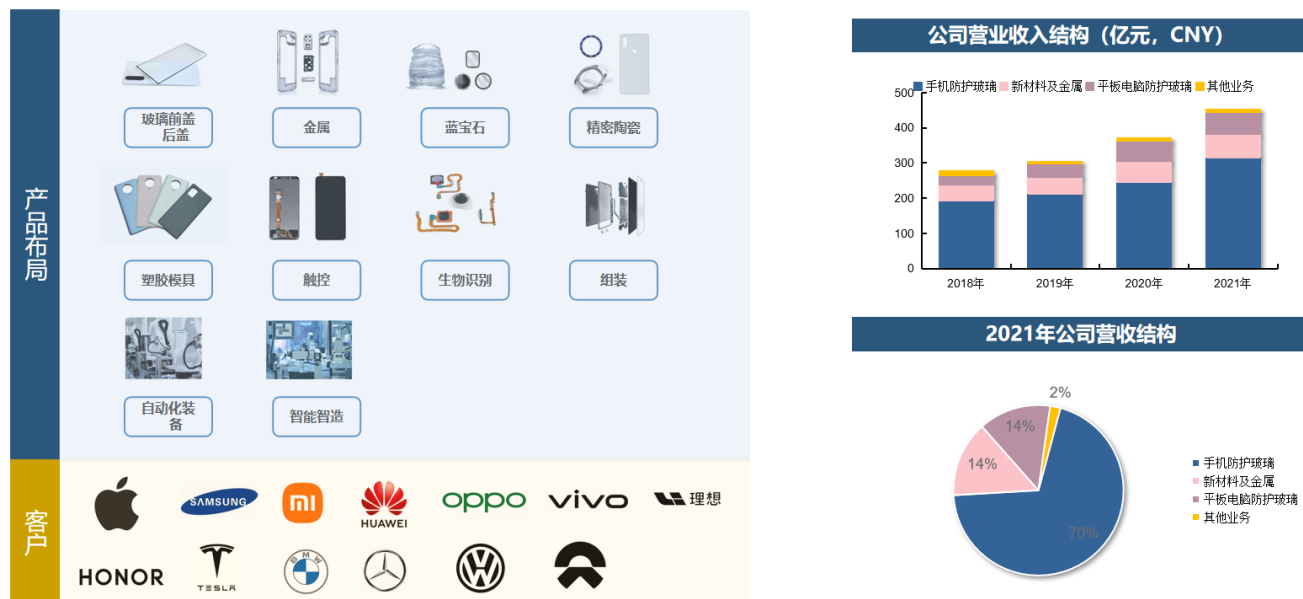 产品布局
玻璃前盖
后盖
金属
蓝宝石
精密陶瓷
塑胶模具
触控
生物识别
组装
自动化装
备
智能智造
客户
SAMSUNG
mi
HUAWEI
oppo
vivo
理想
HONOR
TESLA
BMW
公司营业收入结构（亿元，CNY）
手机防护玻璃 新材料及金属 平板电脑防护玻璃 其他业务
500
400
300
200
100
0
2018年 2019年 2020年 2021年
2021年公司营收结构
2%
14%
14%
70%
手机防护玻璃
新材料及金属
平板电脑防护玻璃
其他业务